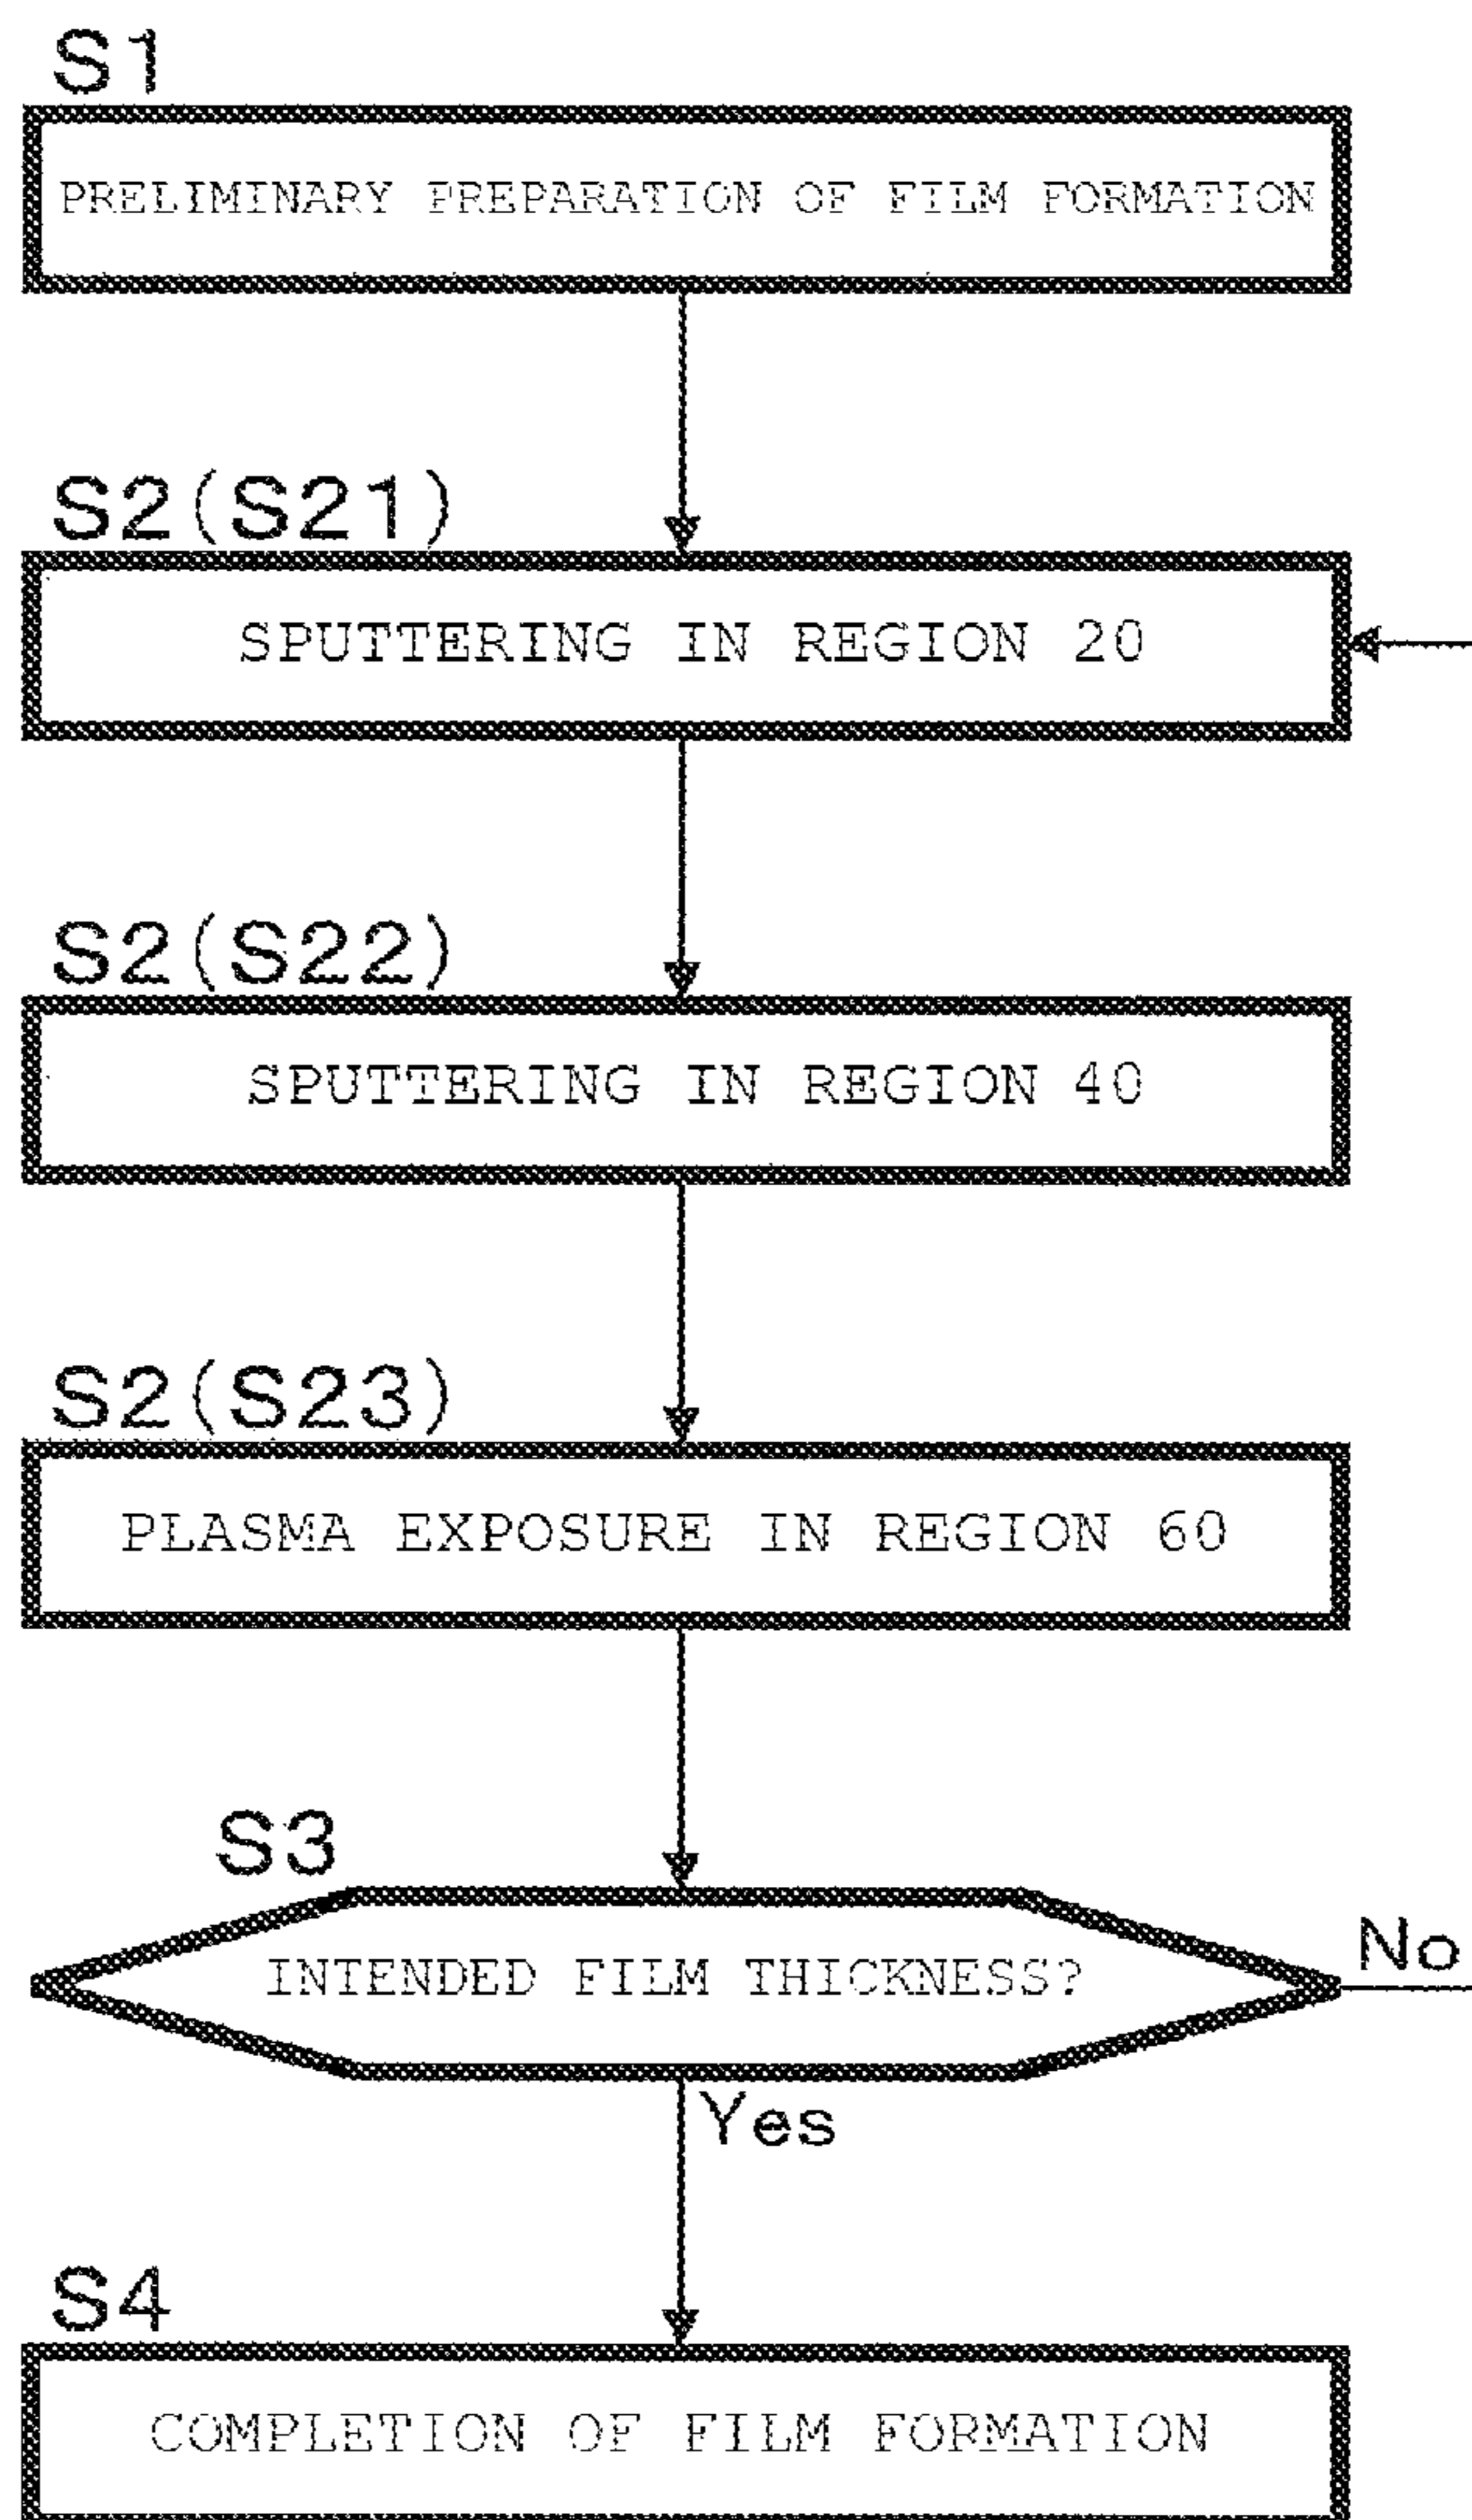 S1
PRELIMINARY PREPARATION OF FILM FORMATION
S2(S21)
SPUTTERING IN REGION 20
S2(S22)
SPUTTERING IN REGION 40
S2(S23)
PLASMA EXPOSURE IN REGION 60
S3
INTENDED FILM THICKNESS?
No
Yes
S4
COMPLETION OF FILM FORMATION